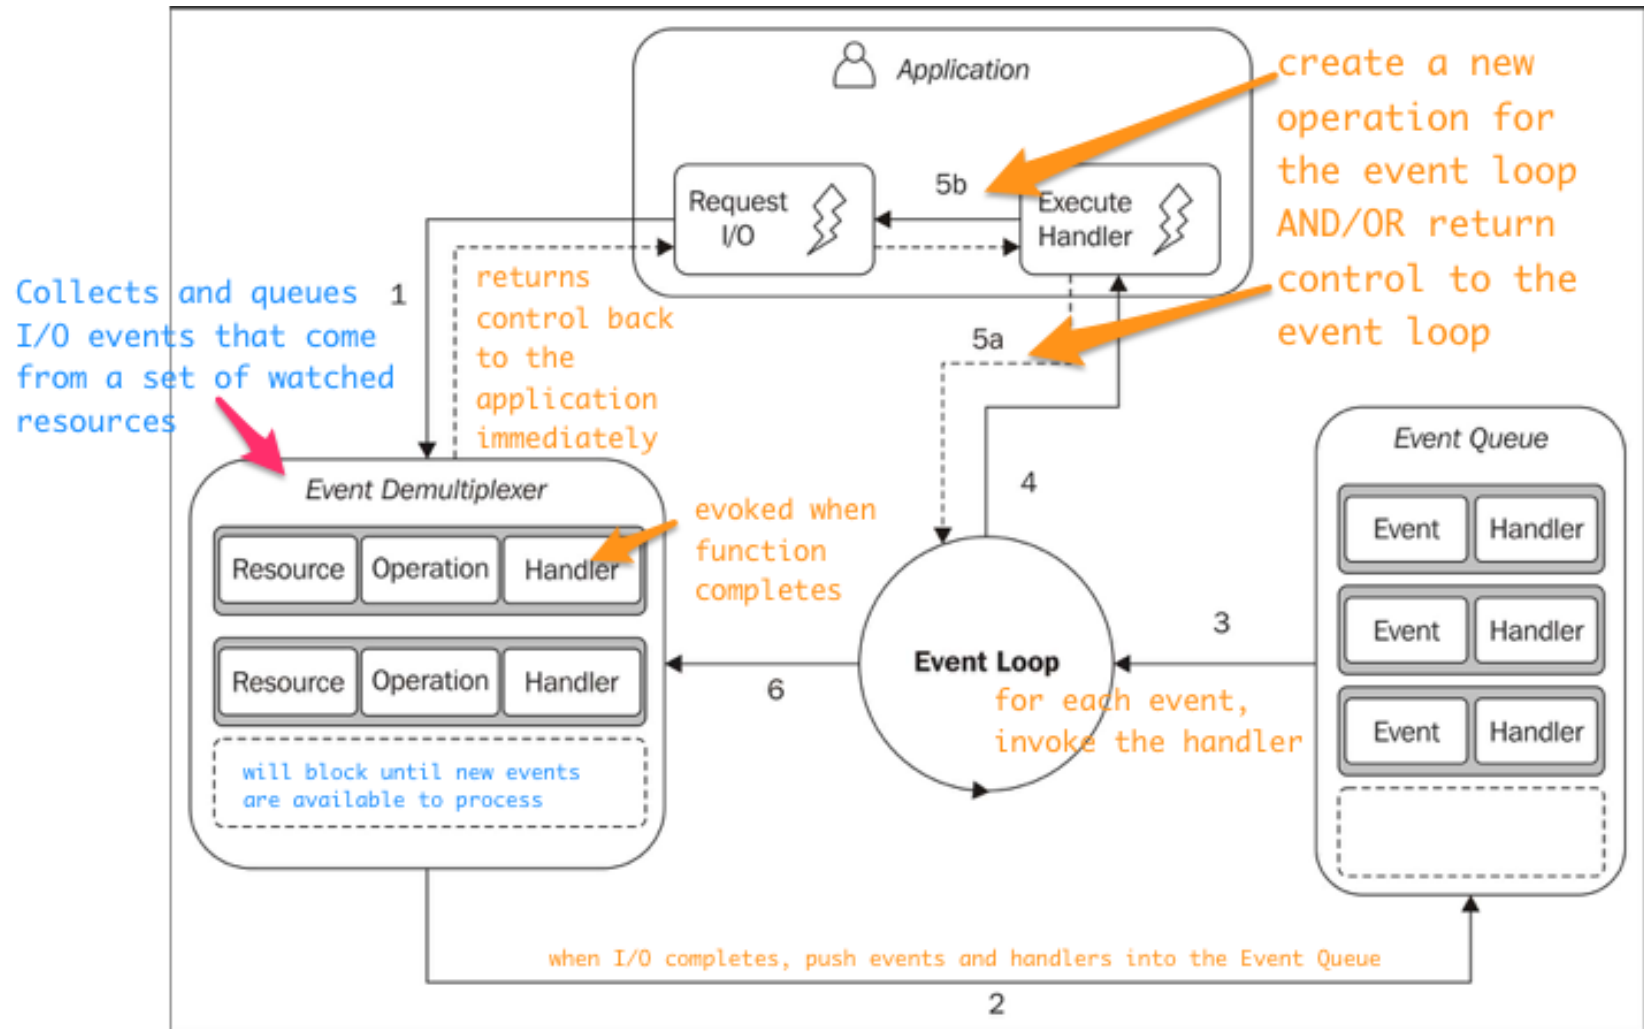 Application
create a new
operation for
the event loop
AND/OR return
control to the
event loop
5b
Request
I/O
Execute
Handler
Collects and queues
I/O events that come
from a set of watched
resources
1
returns
control back
to the
application
immediately
5a
4
Event Demultiplexer
Resource Operation Handler
Resource Operation Handler
will block until new events
are available to process
evoked when
function
completes
6
Event Loop
for each event,
invoke the handler
3
Event Queue
Event Handler
Event Handler
Event Handler
when I/O completes, push events and handlers into the Event Queue
2